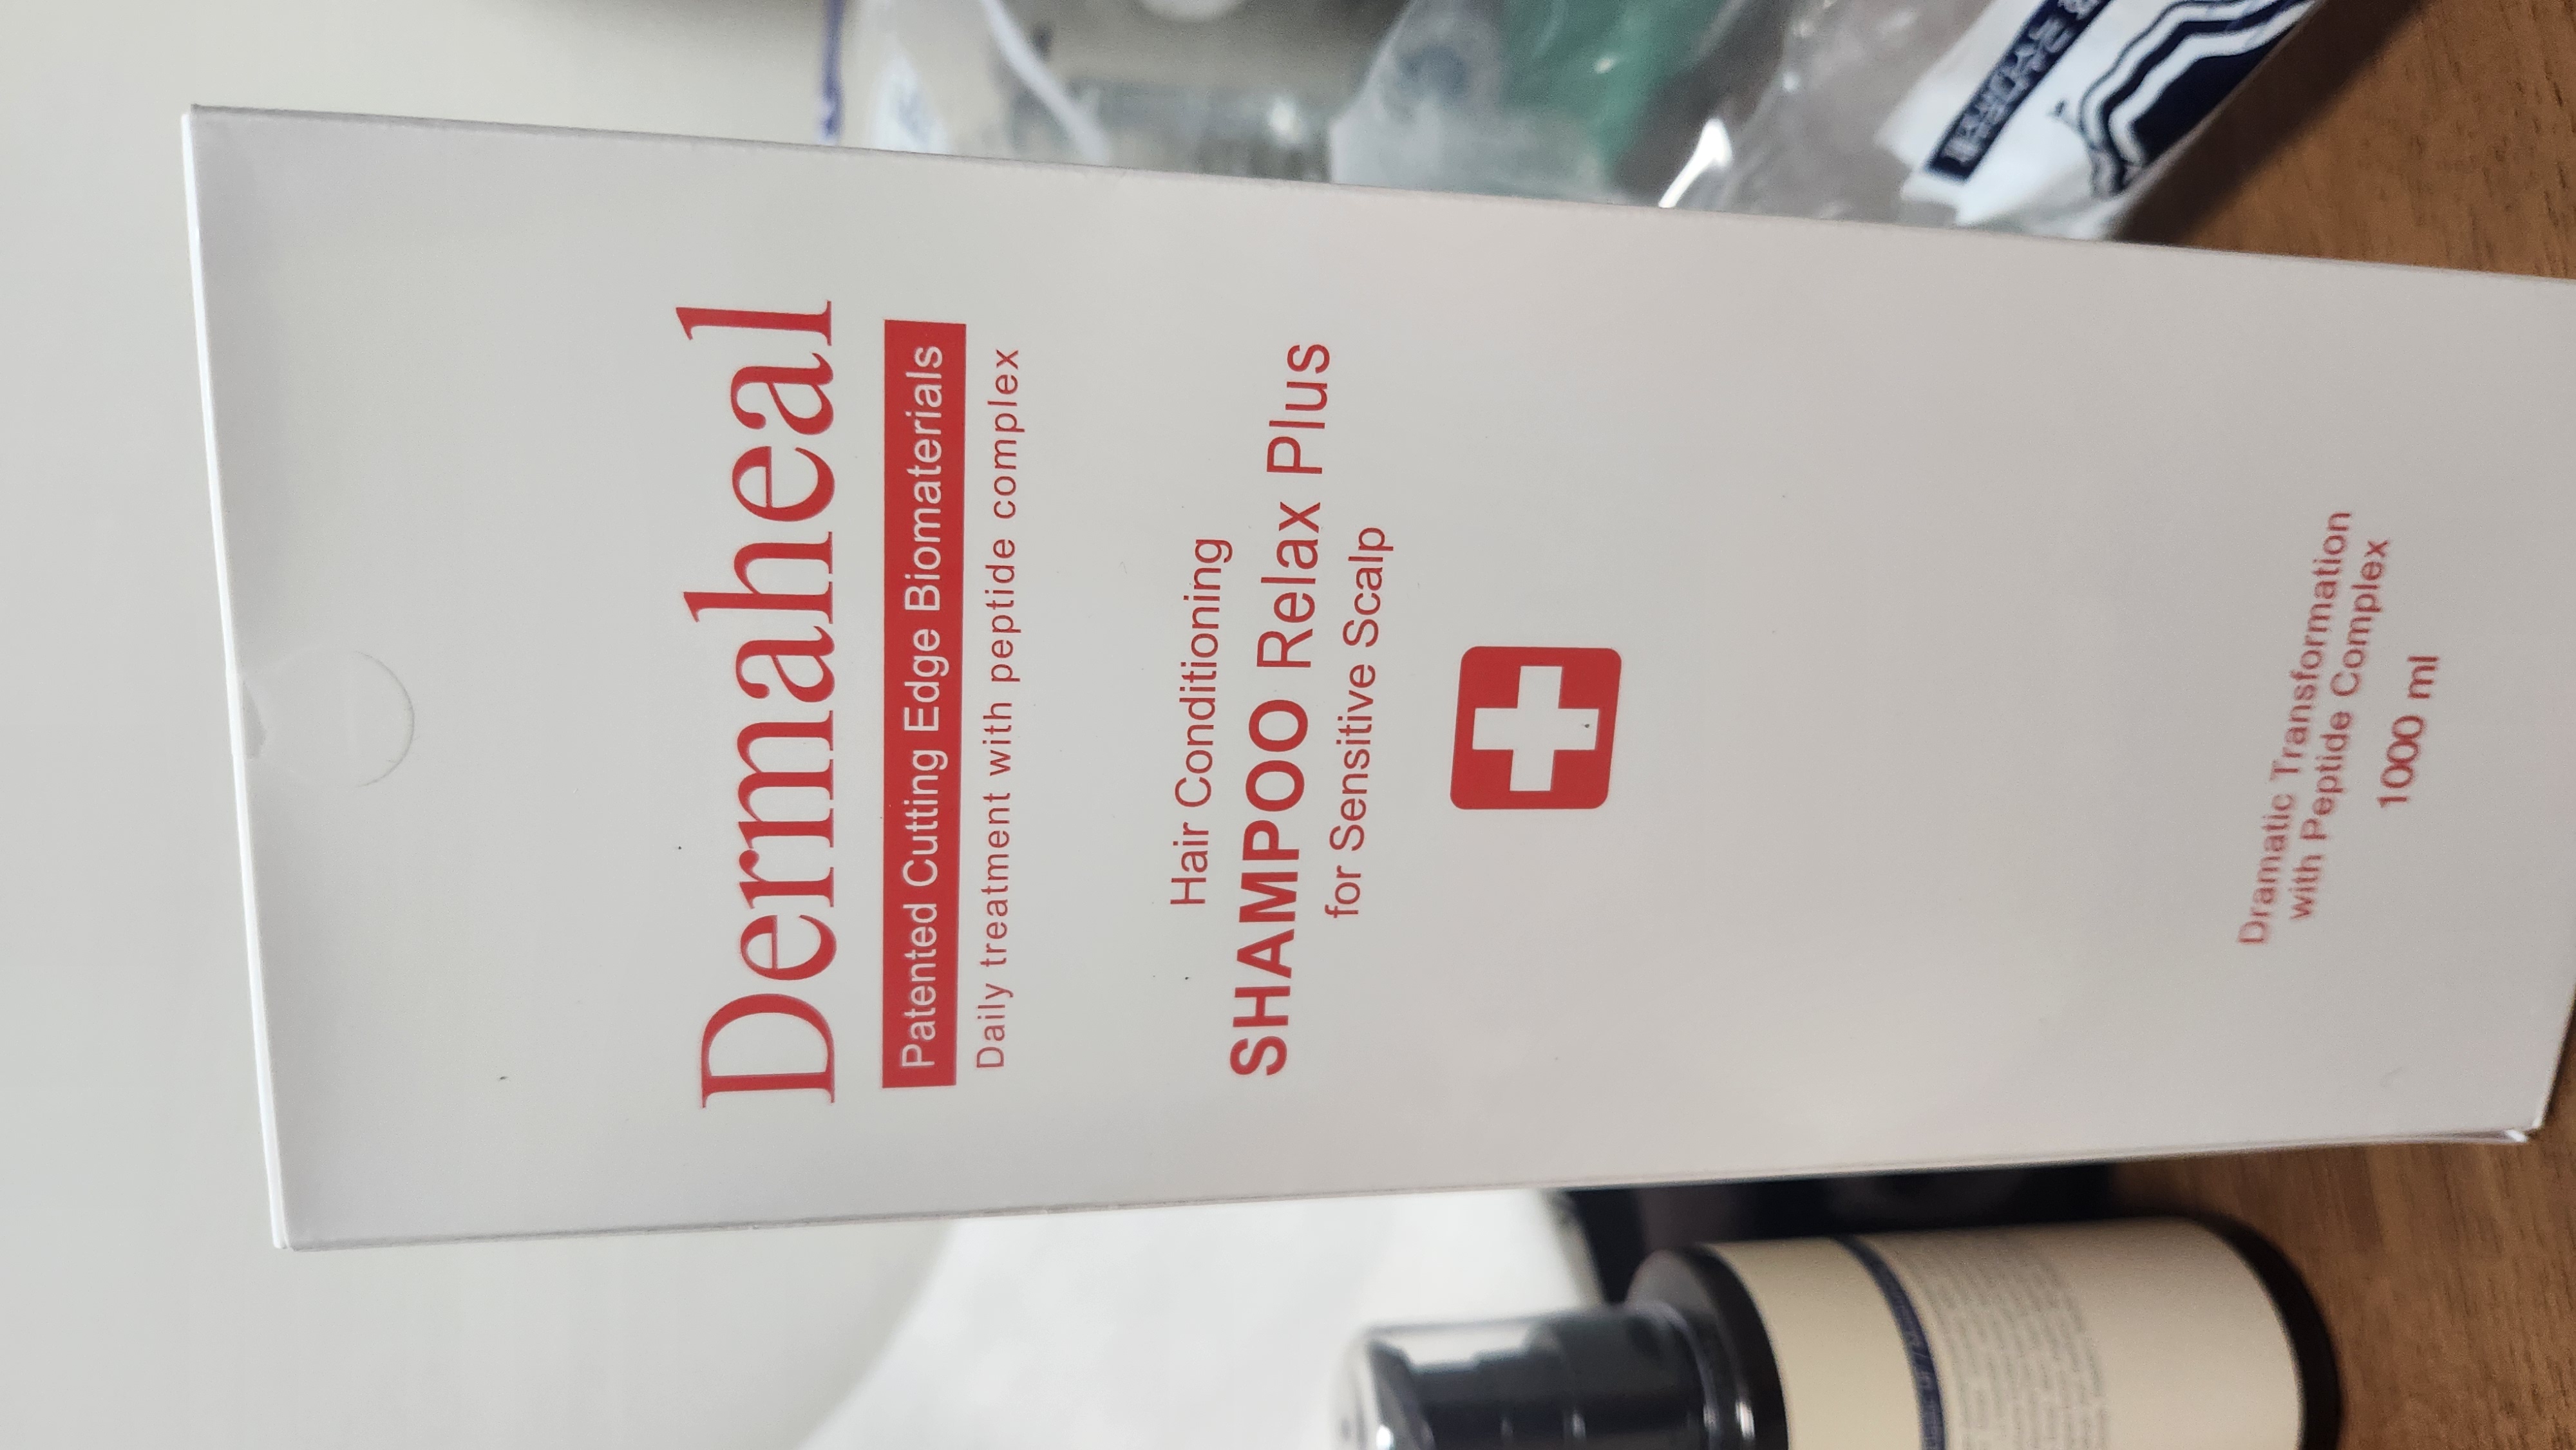 Dermaheal
Patented Cutting Edge Biomaterials
Daily treatment with peptide complex
Hair Conditioning
SHAMPOO Relax Plus
for Sensitive Scalp
Dramatic Transformation
with Peptide Complex
1000 ml